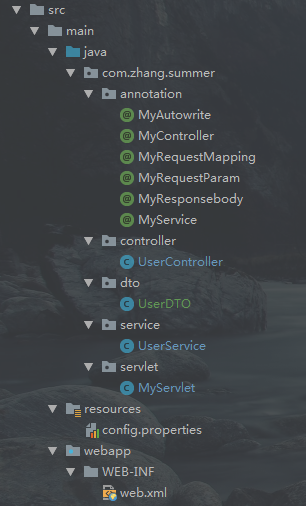 src
main
java
com.zhang.summer
annotation
MyAutowrite
MyController
MyRequestMapping
MyRequestParam
MyResponsebody
MyService
controller
UserController
dto
UserDTO
service
UserService
servlet
MyServlet
resources
config.properties
webapp
WEB-INF
web.xml